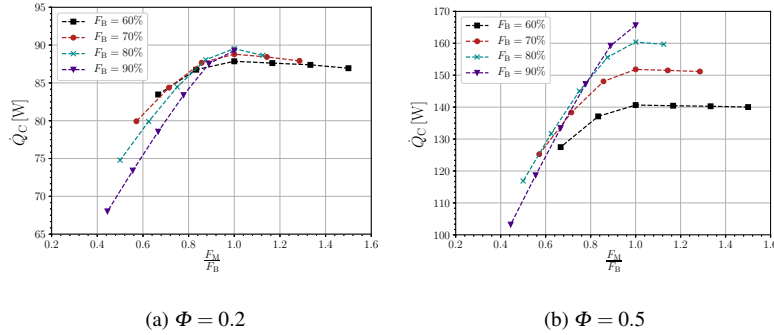 F_B = 60%
F_B = 70%
F_B = 80%
F_B = 90%
Q̇_C [W]
95
90
85
80
75
70
65
0.2 0.4 0.6 0.8 1.0 1.2 1.4 1.6
F_M
F_B
(a) Φ = 0.2
F_B = 60%
F_B = 70%
F_B = 80%
F_B = 90%
Q̇_C [W]
170
160
150
140
130
120
110
100
0.2 0.4 0.6 0.8 1.0 1.2 1.4 1.6
F_M
F_B
(b) Φ = 0.5